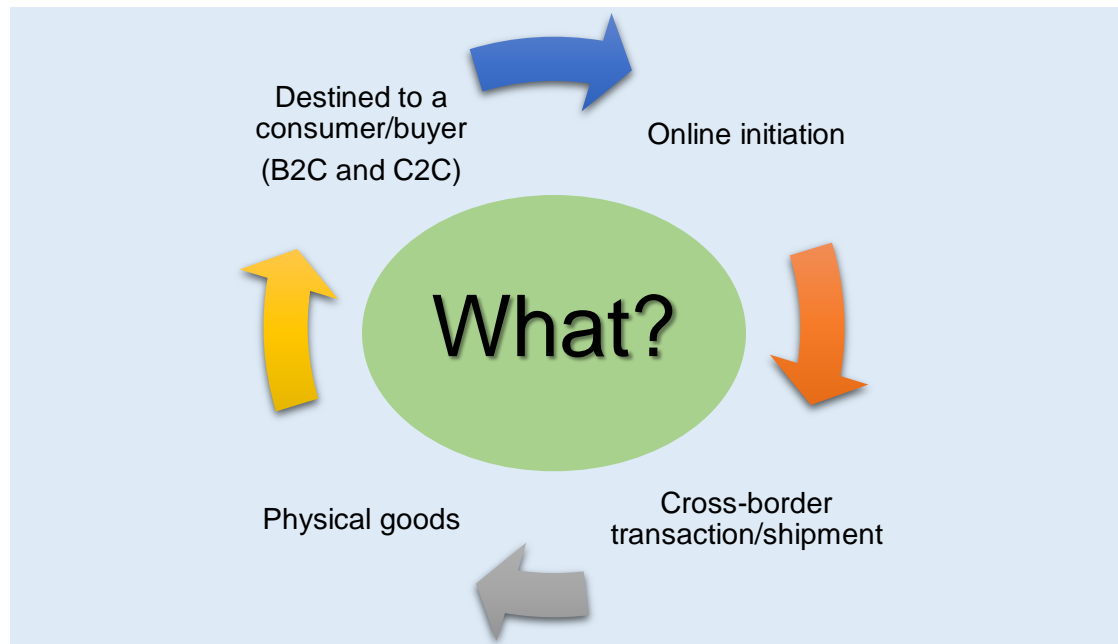 Destined to a
consumer/buyer
(B2C and C2C)
Online initiation
What?
Physical goods
Cross-border
transaction/shipment